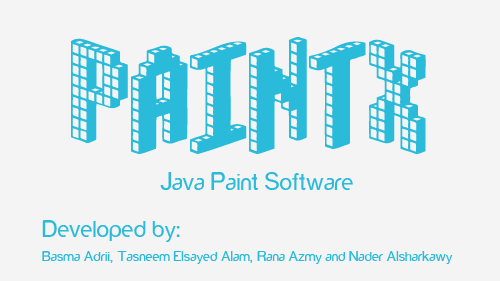 PAINTX
Java Paint Software
Developed by:
Basma Adrii, Tasneem Elsayed Alam, Rana Azmy and Nader Alsharkawy